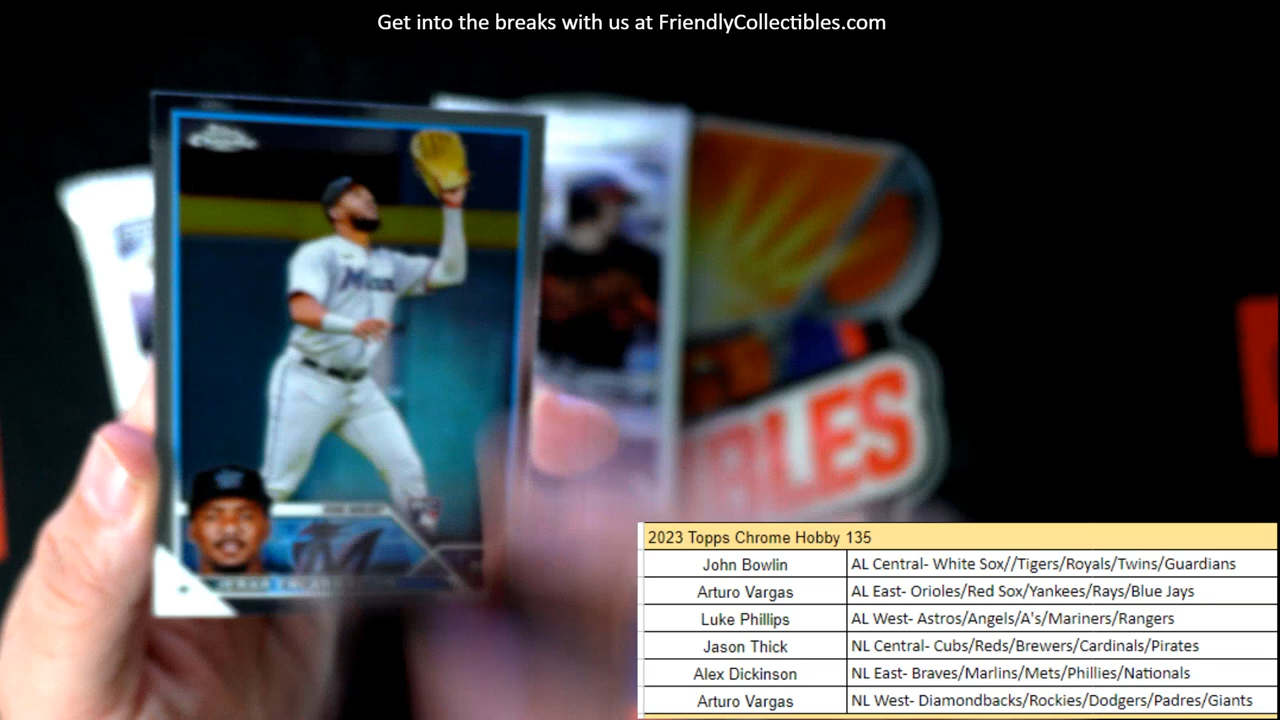 Get into the breaks with us at FriendlyCollectibles.com
BLES
2023 Topps Chrome Hobby 135
John Bowlin AL Central- White Sox//Tigers/Royals/Twins/Guardians
Arturo Vargas AL East- Orioles/Red Sox/Yankees/Rays/Blue Jays
Luke Phillips AL West- Astros/Angels/A's/Mariners/Rangers
Jason Thick NL Central- Cubs/Reds/Brewers/Cardinals/Pirates
Alex Dickinson NL East- Braves/Marlins/Mets/Phillies/Nationals
Arturo Vargas NL West- Diamondbacks/Rockies/Dodgers/Padres/Giants